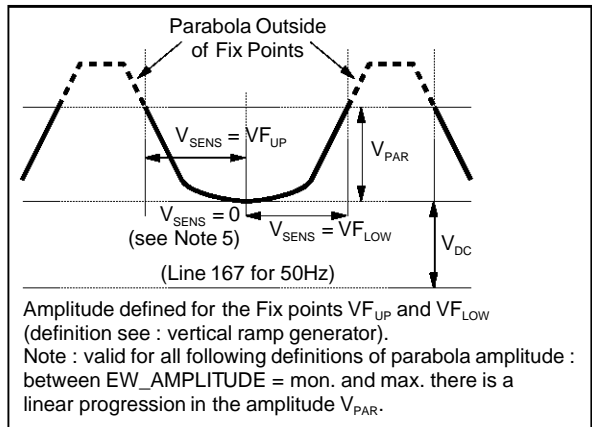 Parabola Outside
of Fix Points
V_SENS = VF_UP
V_PAR
V_SENS = 0
(see Note 5)
V_SENS = VF_LOW
V_DC
(Line 167 for 50Hz)
Amplitude defined for the Fix points VF_UP and VF_LOW
(definition see : vertical ramp generator).
Note : valid for all following definitions of parabola amplitude :
between EW_AMPLITUDE = mon. and max. there is a
linear progression in the amplitude V_PAR.